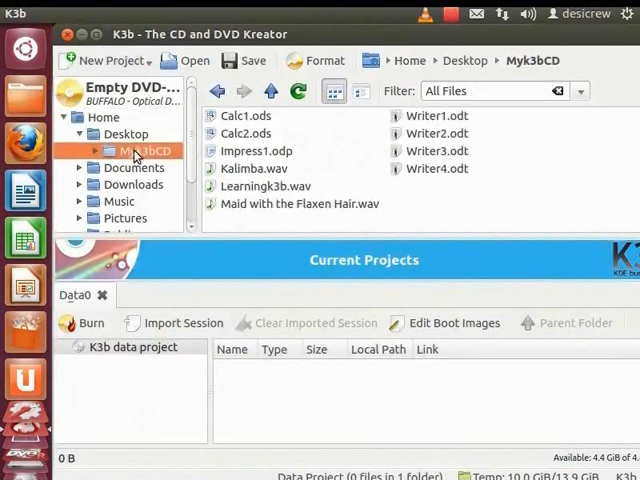 K3b
desicrew
K3b - The CD and DVD Kreator
New Project
Open
Save
Format
Home
Desktop
Myk3bCD
Empty DVD-...
BUFFALO - Optical D...
Filter:
All Files
Home
Desktop
Myk3bCD
Documents
Downloads
Music
Pictures
Calc1.ods
Calc2.ods
Impress1.odp
Kalimba.wav
Learningk3b.wav
Maid with the Flaxen Hair.wav
Writer1.odt
Writer2.odt
Writer3.odt
Writer4.odt
Current Projects
Data0
Burn
Import Session
Clear Imported Session
Edit Boot Images
Parent Folder
K3b data project
Name Type Size Local Path Link
0 B
Available: 4.4 GiB of 4.
Data Project (0 files in 1 folder)
Temp: 10.0 GiB/13.9 GiB
K3b